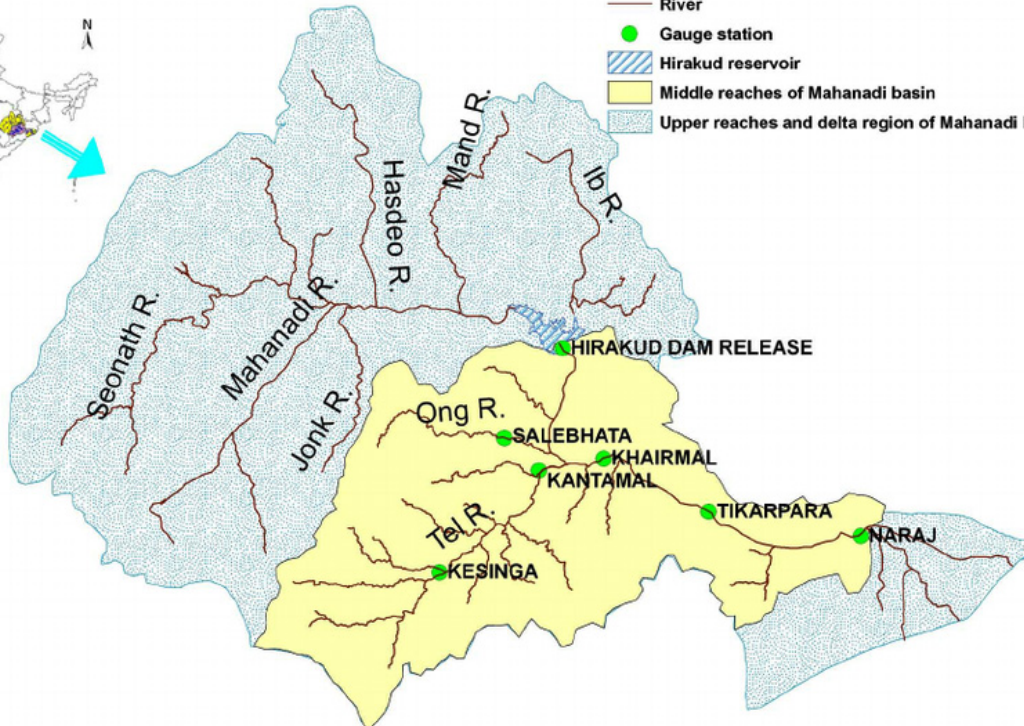 N
River
Gauge station
Hirakud reservoir
Middle reaches of Mahanadi basin
Upper reaches and delta region of Mahanadi
Mand R.
Hasdeo R.
Ib R.
Seonath R.
Mahanadi R.
Jonk R.
HIRAKUD DAM RELEASE
Ong R.
SALEBHATA
KHAIRMAL
KANTAMAL
Tel R.
TIKARPARA
NARAJ
KESINGA